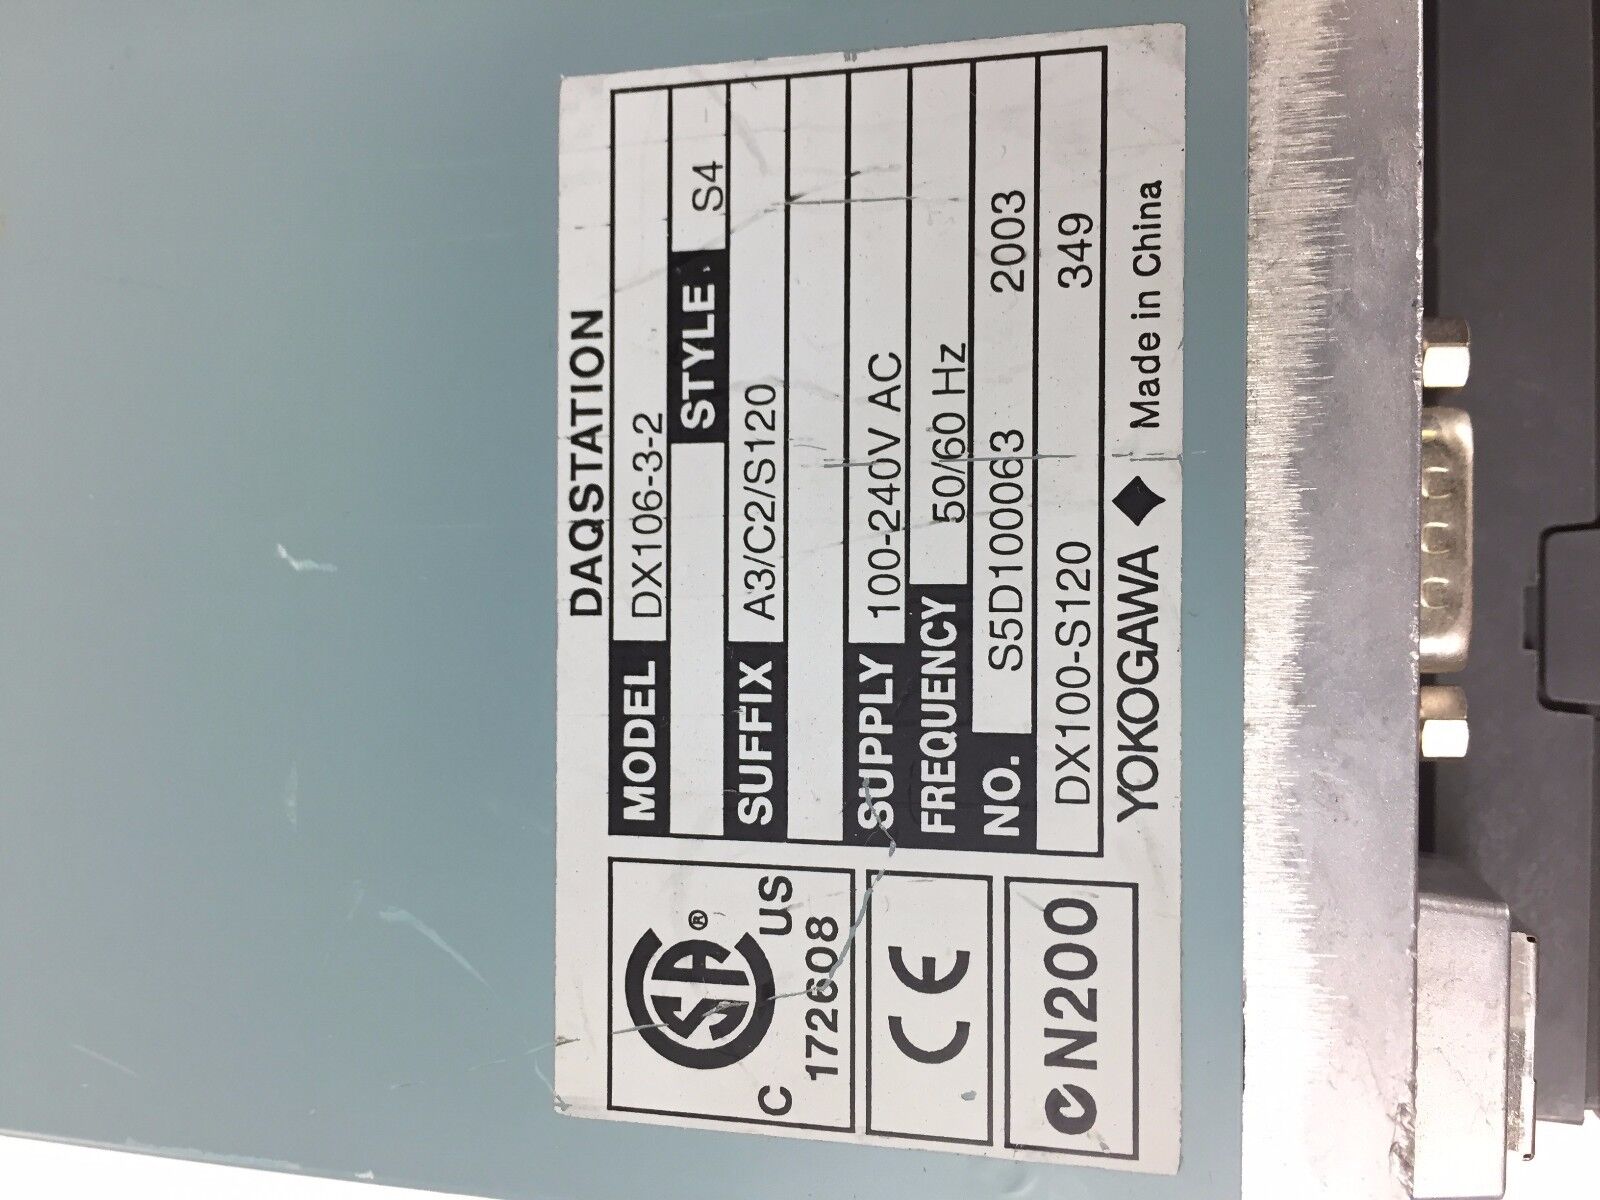 DAQSTATION
MODEL DX106-3-2
STYLE S4
SUFFIX A3/C2/S120
SUPPLY 100-240V AC
FREQUENCY 50/60 Hz
NO. S5D100063 2003
DX100-S120 349
YOKOGAWA ◆ Made in China
C SA ® US
172608
CE
N200